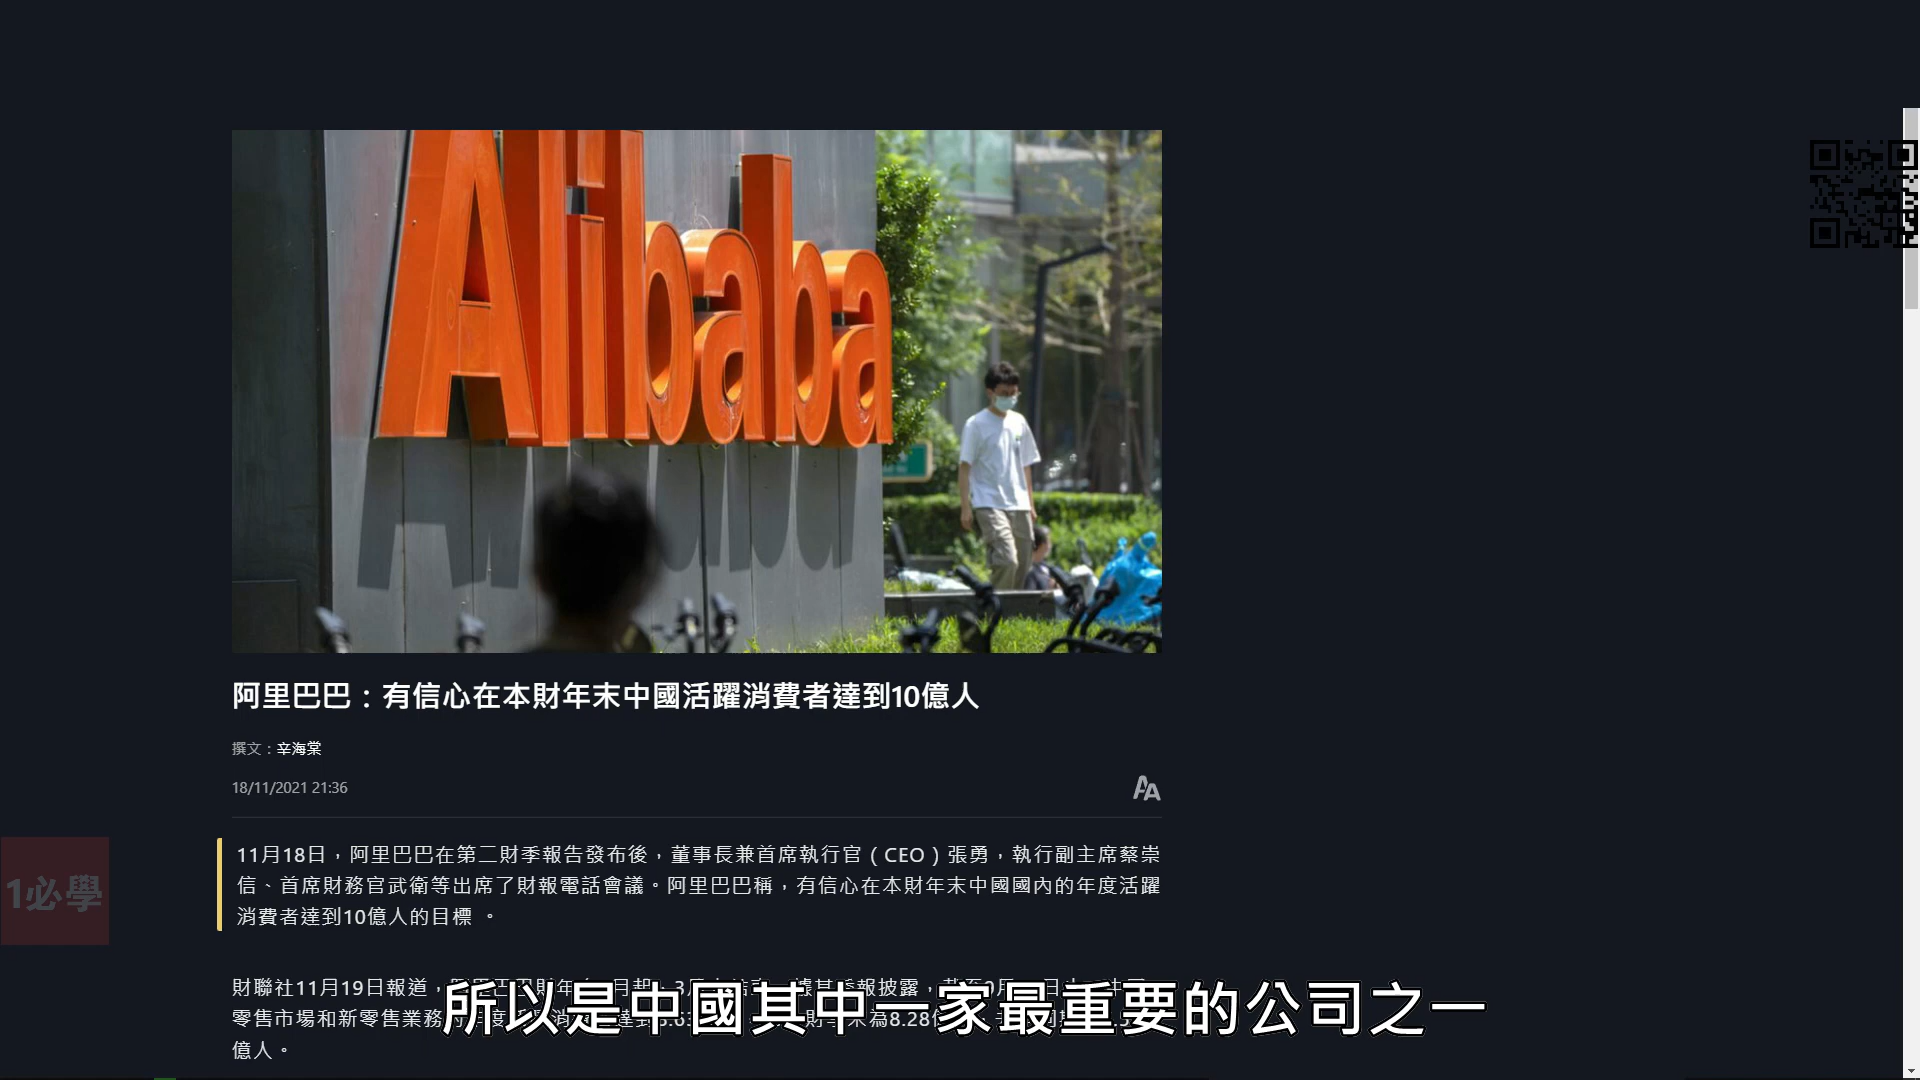 Alibaba
阿里巴巴：有信心在本財年末中國活躍消費者達到10億人
撰文：辛海棠
18/11/2021 21:36
AA
11月18日，阿里巴巴在第二財季報告發布後，董事長兼首席執行官（CEO）張勇，執行副主席蔡崇
信、首席財務官武衛等出席了財報電話會議。阿里巴巴稱，有信心在本財年末中國國內的年度活躍
消費者達到10億人的目標 。
1必學
財聯社11月19日報道，
零售市場和新零售業務
億人。
所以是中國其中一家最重要的公司之一